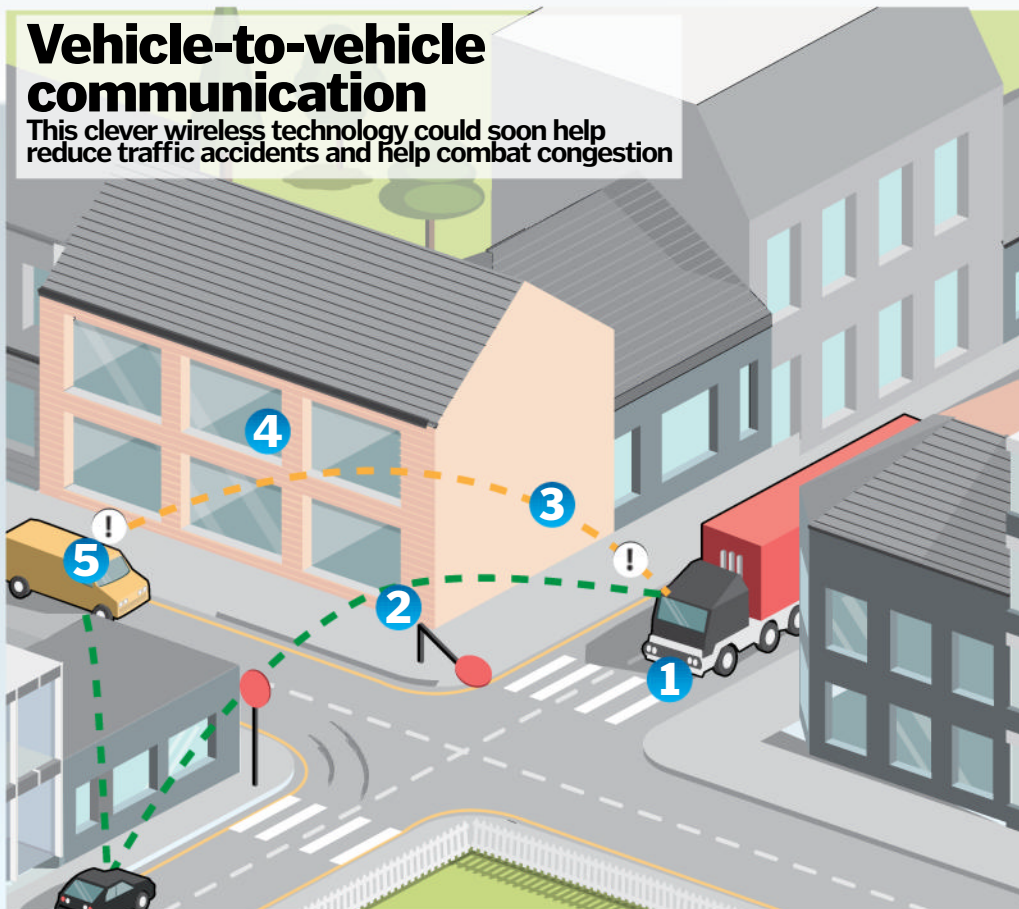 Vehicle-to-vehicle
communication
This clever wireless technology could soon help
reduce traffic accidents and help combat congestion
4
3
!
5
!
2
1